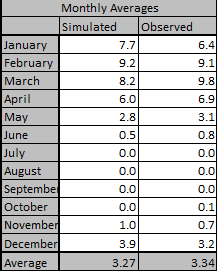 Monthly Averages
Simulated Observed
January 7.7 6.4
February 9.2 9.1
March 8.2 9.8
April 6.0 6.9
May 2.8 3.1
June 0.5 0.8
July 0.0 0.0
August 0.0 0.0
September 0.0 0.0
October 0.0 0.1
November 1.0 0.7
December 3.9 3.2
Average 3.27 3.34